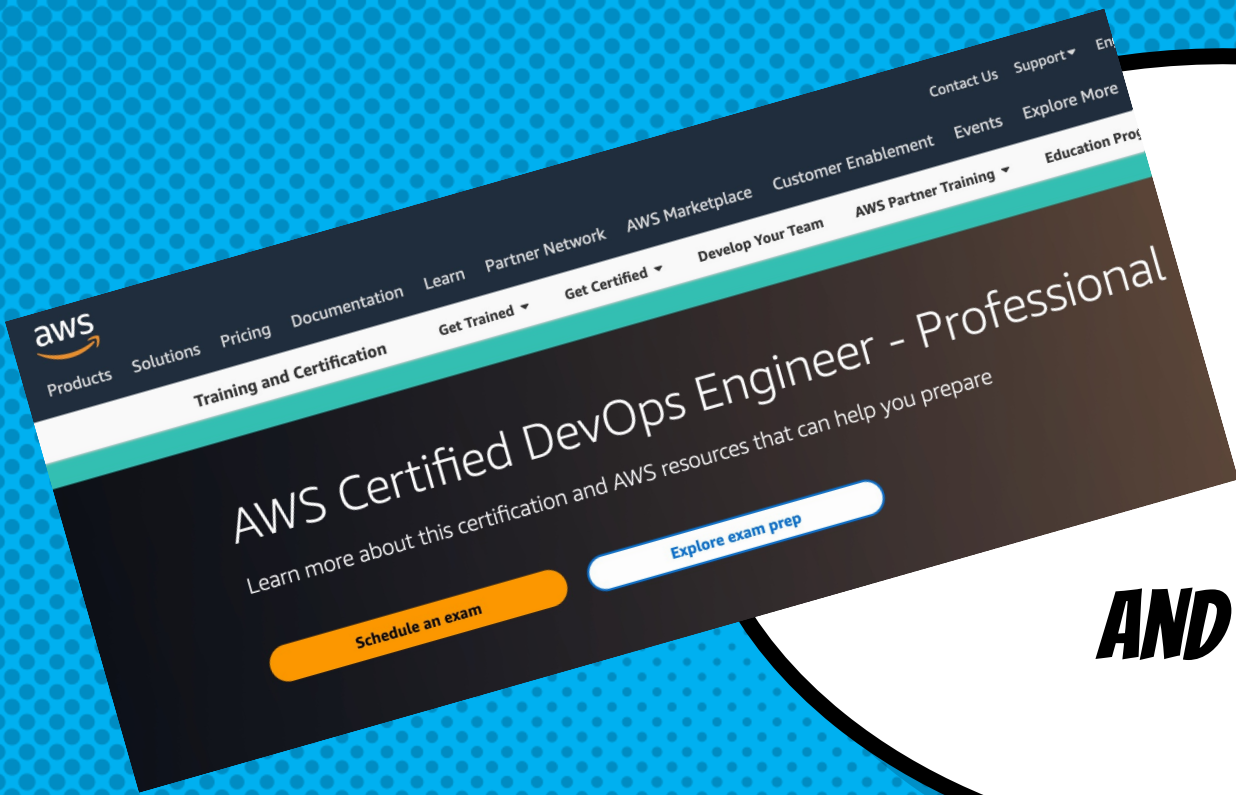 Contact Us Support
aws
Products Solutions Pricing Documentation Learn Partner Network AWS Marketplace Customer Enablement Events Explore More
Training and Certification Get Trained Get Certified Develop Your Team AWS Partner Training Education
AWS Certified DevOps Engineer - Professional
Learn more about this certification and AWS resources that can help you prepare
Schedule an exam Explore exam prep
AND